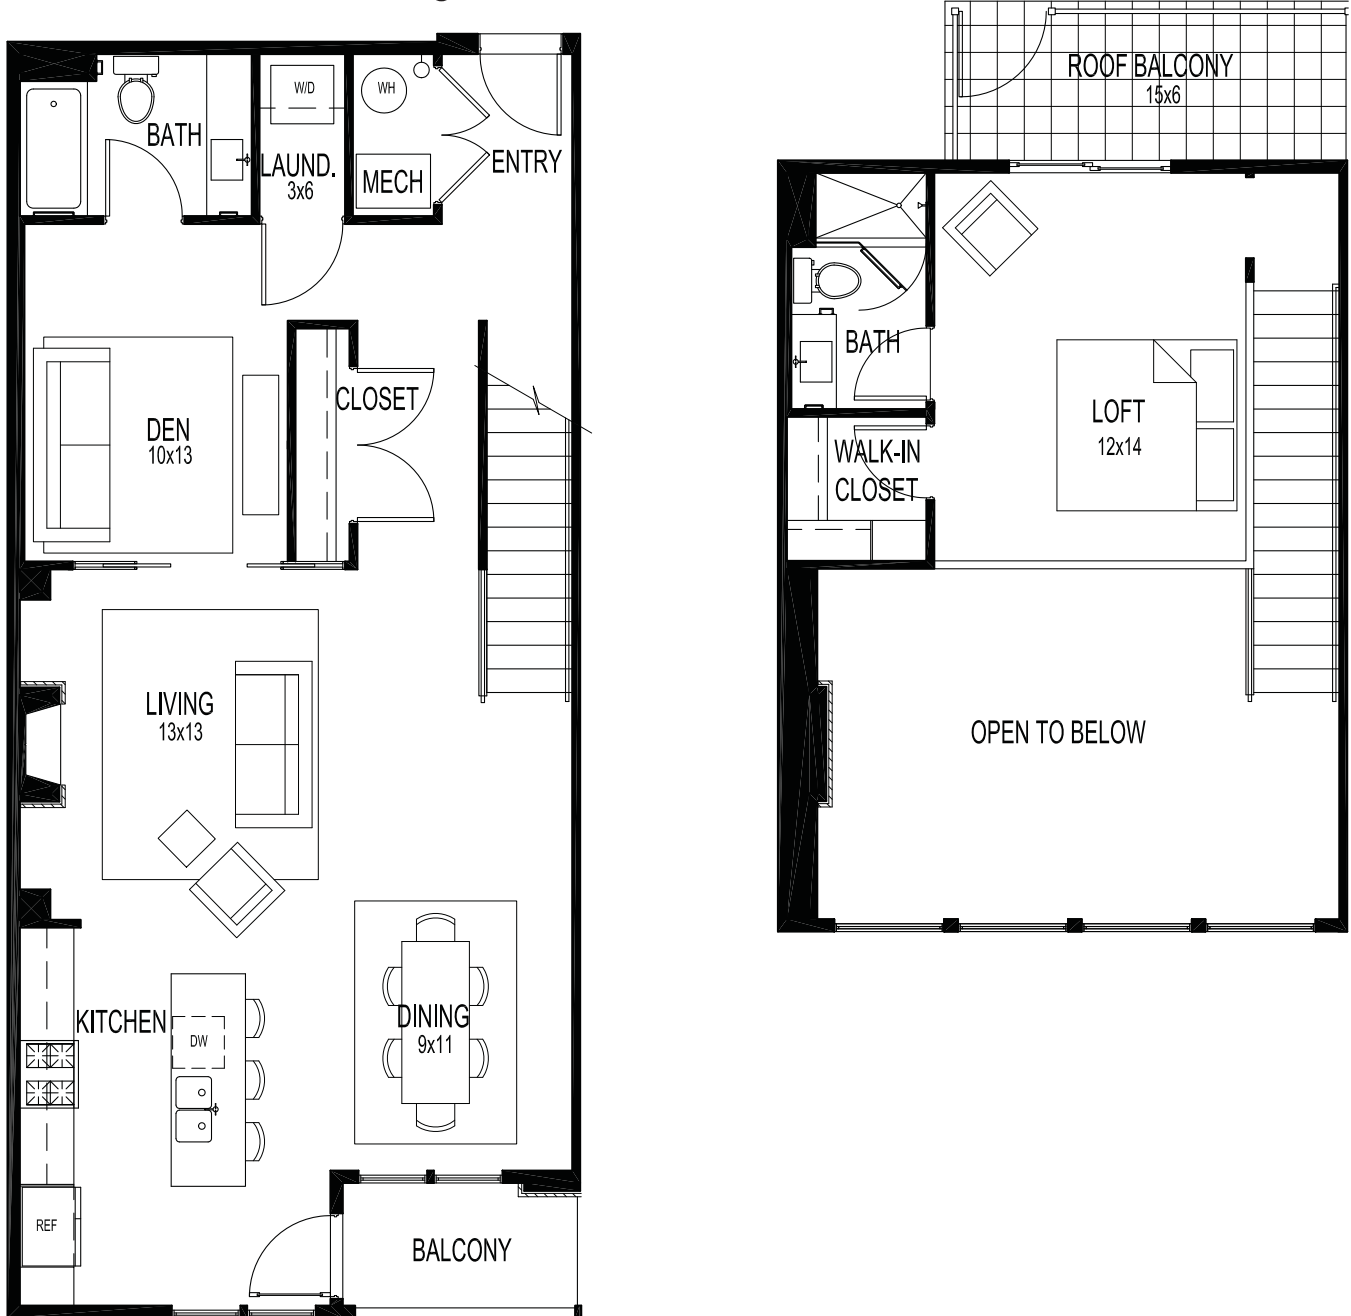 BATH
W/D
LAUND.
3x6
WH
MECH
ENTRY
DEN
10x13
CLOSET
LIVING
13x13
KITCHEN
DW
DINING
9x11
REF
BALCONY
ROOF BALCONY
15x6
BATH
WALK-IN
CLOSET
LOFT
12x14
OPEN TO BELOW